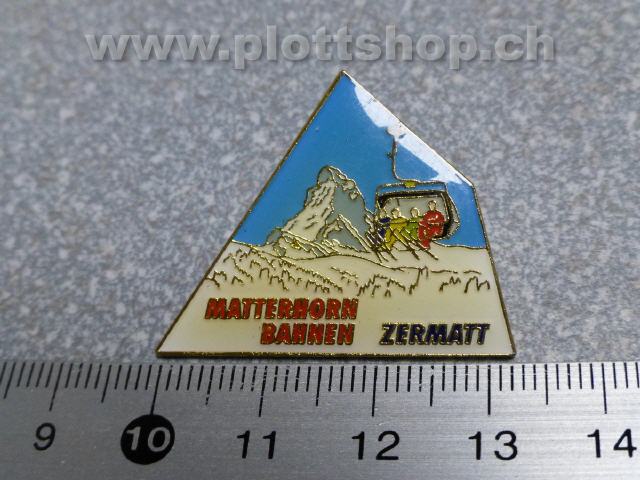 www.plottshop.ch
MATTERHORN
BAHNEN ZERMATT
9 10 11 12 13 14